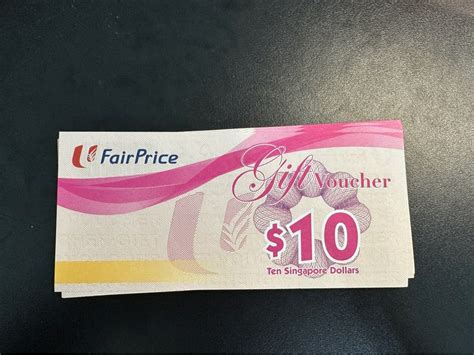 FairPrice
Gift Voucher
$10
Ten Singapore Dollars